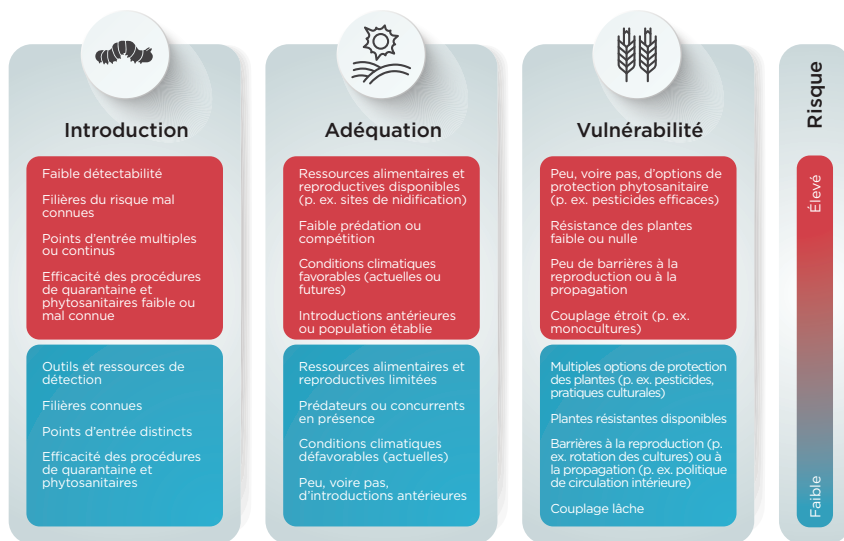 Introduction
Faible détectabilité
Filières du risque mal
connues
Points d'entrée multiples
ou continus
Efficacité des procédures
de quarantaine et
phytosanitaires faible ou
mal connue
Outils et ressources de
détection
Filières connues
Points d'entrée distincts
Efficacité des procédures
de quarantaine et
phytosanitaires
Adéquation
Ressources alimentaires et
reproductives disponibles
(p. ex. sites de nidification)
Faible prédation ou
compétition
Conditions climatiques
favorables (actuelles ou
futures)
Introductions antérieures
ou population établie
Ressources alimentaires et
reproductives limitées
Prédateurs ou concurrents
en présence
Conditions climatiques
défavorables (actuelles)
Peu, voire pas,
d'introductions antérieures
Vulnérabilité
Peu, voire pas, d'options de
protection phytosanitaire
(p. ex. pesticides efficaces)
Résistance des plantes
faible ou nulle
Peu de barrières à la
reproduction ou à la
propagation
Couplage étroit (p. ex.
monocultures)
Multiples options de protection
des plantes (p. ex. pesticides,
pratiques culturales)
Plantes résistantes disponibles
Barrières à la reproduction (p.
ex. rotation des cultures) ou à
la propagation (p. ex. politique
de circulation intérieure)
Couplage lâche
Risque
Élevé
Faible